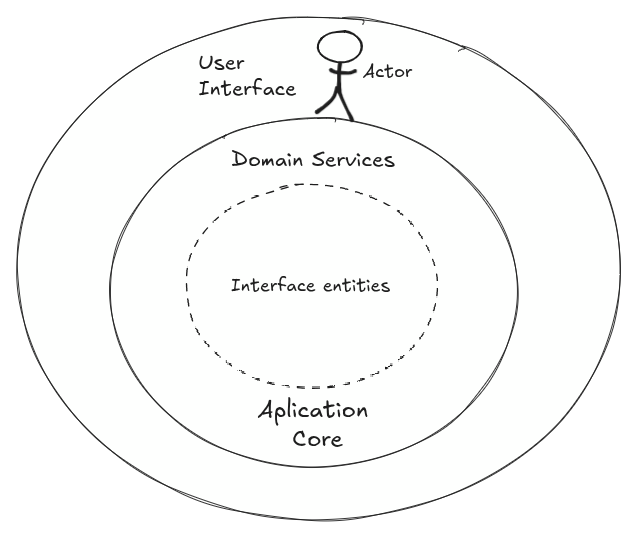 User
Interface
Actor
Domain Services
Interface entities
Aplication
Core